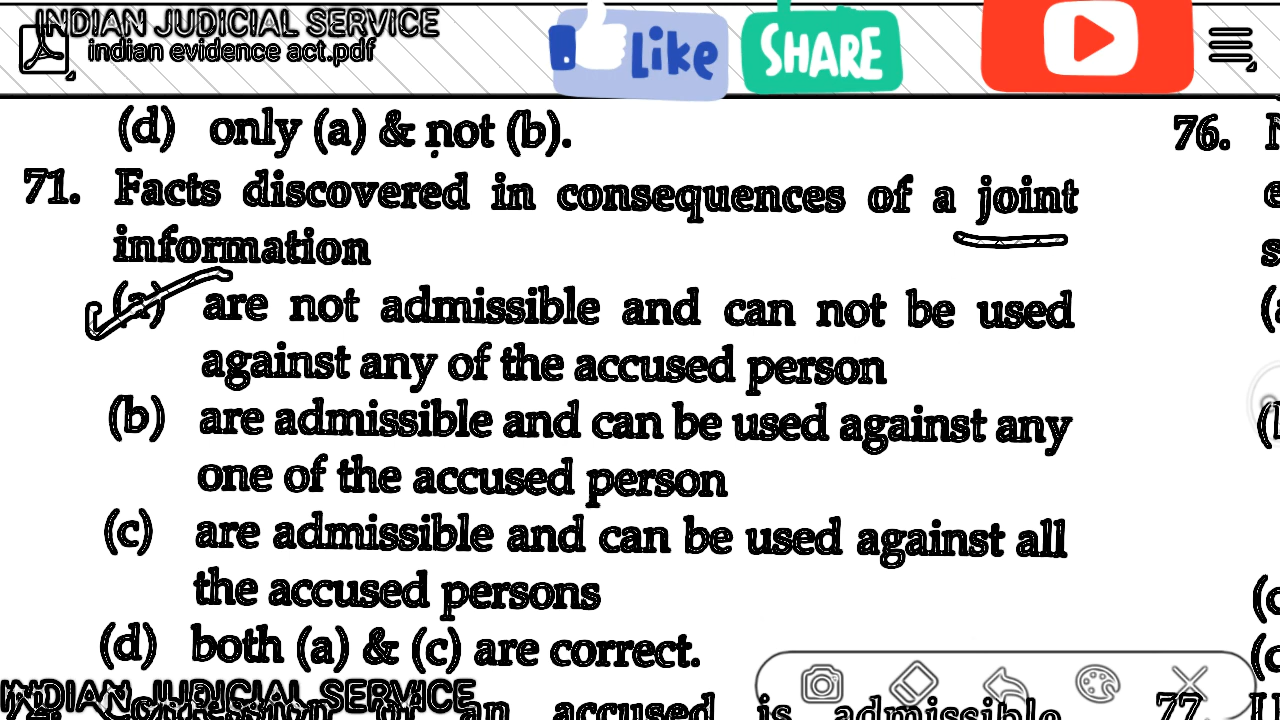 INDIAN JUDICIAL SERVICE
indian evidence act.pdf
Like
SHARE
(d) only (a) & not (b).
71. Facts discovered in consequences of a joint
information
(a) are not admissible and can not be used
against any of the accused person
(b) are admissible and can be used against any
one of the accused person
(c) are admissible and can be used against all
the accused persons
(d) both (a) & (c) are correct.
INDIAN JUDICIAL SERVICE
of an accused is admissible
76.
77.